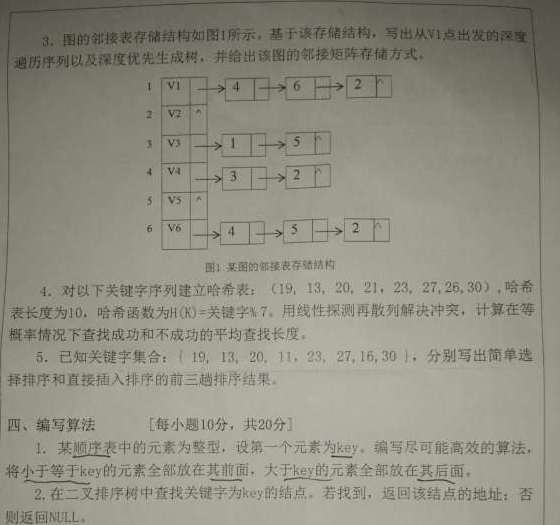 3. 图的邻接表存储结构如图1所示。基于该存储结构，写出从V1点出发的深度
遍历序列以及深度优先生成树，并给出该图的邻接矩阵存储方式。
1 V1 4 6 2 ^
2 V2 ^
3 V3 1 5 ^
4 V4 3 2 ^
5 V5 ^
6 V6 4 5 2 ^
图1 某图的邻接表存储结构
4. 对以下关键字序列建立哈希表：（19, 13, 20, 21, 23, 27,26,30），哈希
表长度为10，哈希函数为H(K)=关键字%7。用线性探测再散列解决冲突，计算在等
概率情况下查找成功和不成功的平均查找长度。
5. 已知关键字集合：{ 19, 13, 20, 11, 23, 27,16,30 }，分别写出简单选
择排序和直接插入排序的前三趟排序结果。
四、编写算法 [每小题10分，共20分]
1. 某顺序表中的元素为整型，设第一个元素为key。编写尽可能高效的算法，
将小于等于key的元素全部放在其前面，大于key的元素全部放在其后面。
2.在二叉排序树中查找关键字为key的结点。若找到，返回该结点的地址；否
则返回NULL。